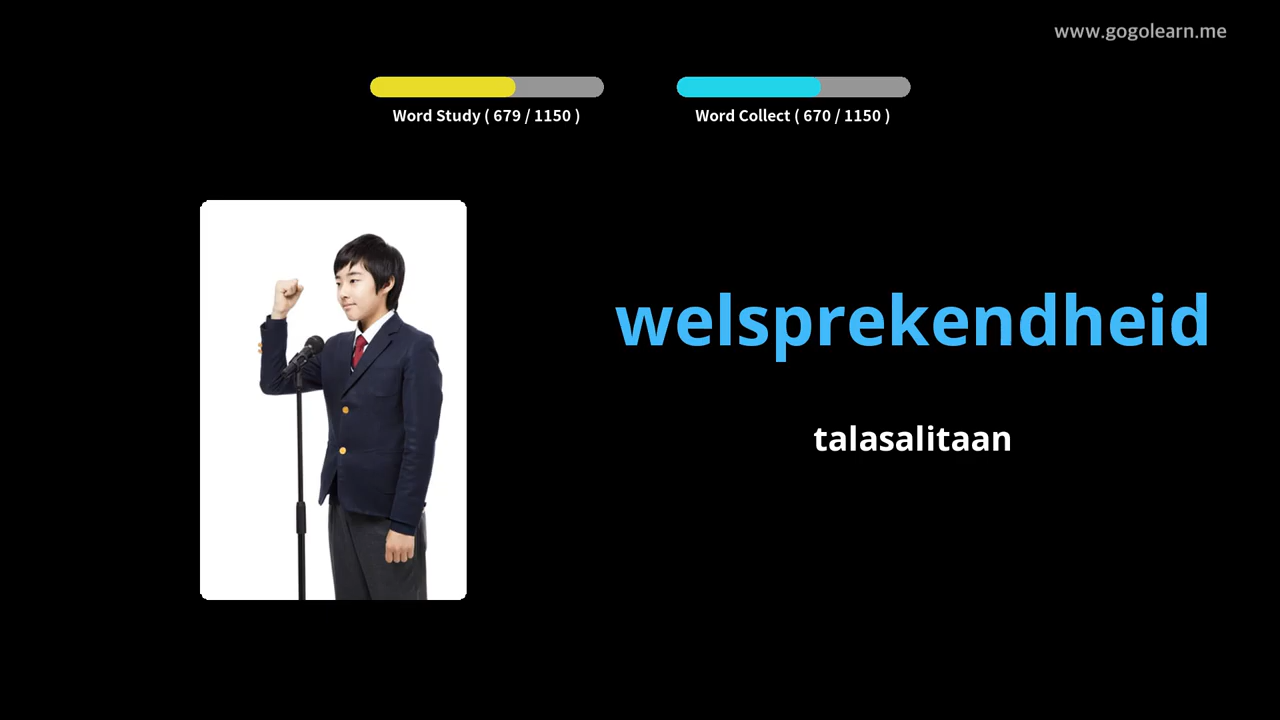 www.gogolearn.me
Word Study ( 679 / 1150 )
Word Collect ( 670 / 1150 )
welsprekendheid
talasalitaan